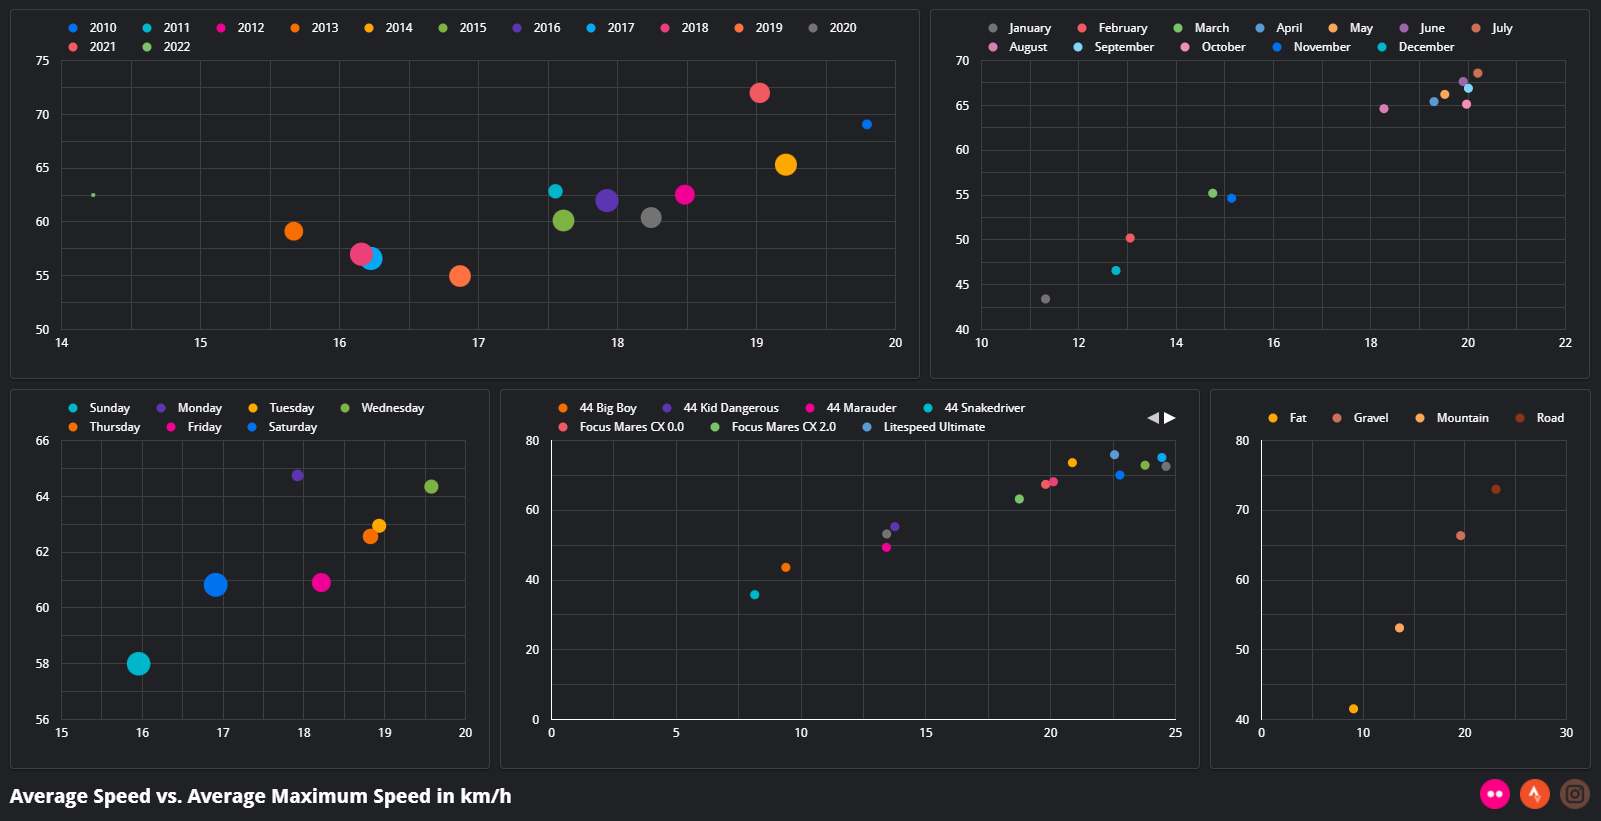 2010 2011 2012 2013 2014 2015 2016 2017 2018 2019 2020
2021 2022
75
70
65
60
55
50
14 15 16 17 18 19 20
January February March April May June July
August September October November December
70
65
60
55
50
45
40
10 12 14 16 18 20 22
Sunday Monday Tuesday Wednesday
Thursday Friday Saturday
66
64
62
60
58
56
15 16 17 18 19 20
44 Big Boy 44 Kid Dangerous 44 Marauder 44 Snakedriver
Focus Mares CX 0.0 Focus Mares CX 2.0 Litespeed Ultimate
80
60
40
20
0
0 5 10 15 20 25
Fat Gravel Mountain Road
80
70
60
50
40
0 10 20 30
Average Speed vs. Average Maximum Speed in km/h